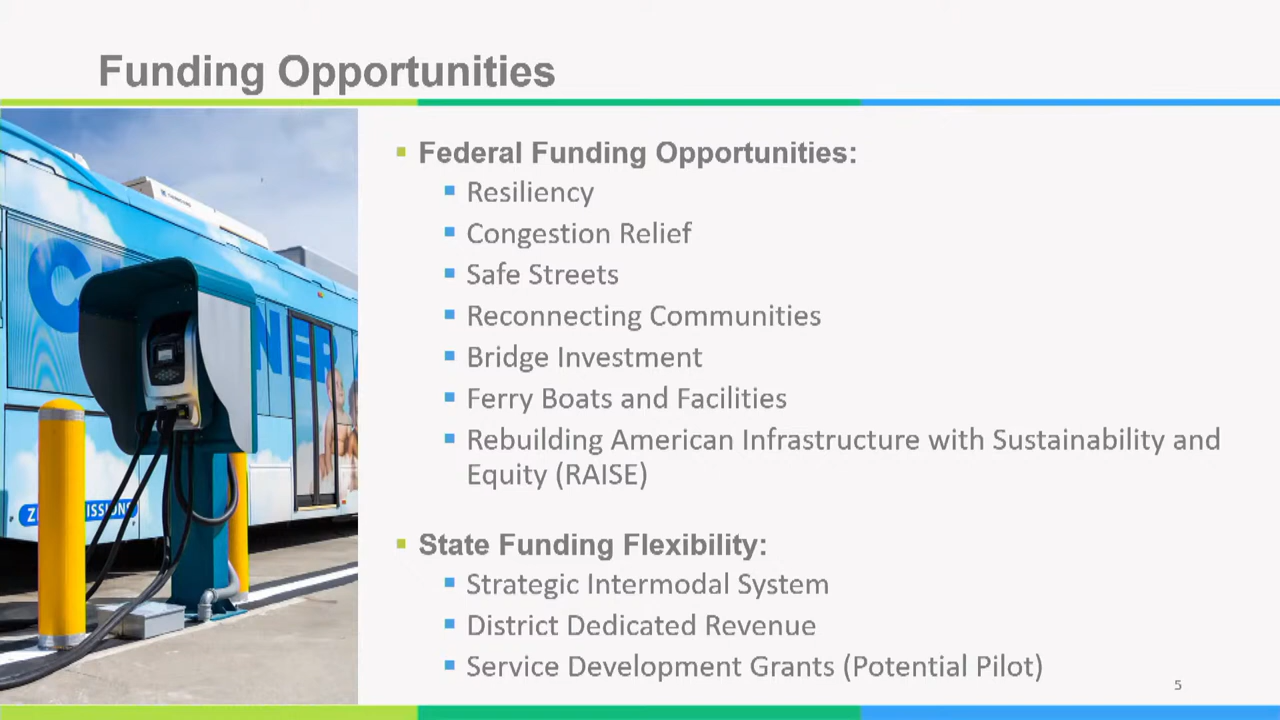 Funding Opportunities
Federal Funding Opportunities:
Resiliency
Congestion Relief
Safe Streets
Reconnecting Communities
Bridge Investment
Ferry Boats and Facilities
Rebuilding American Infrastructure with Sustainability and
Equity (RAISE)
State Funding Flexibility:
Strategic Intermodal System
District Dedicated Revenue
Service Development Grants (Potential Pilot)
5